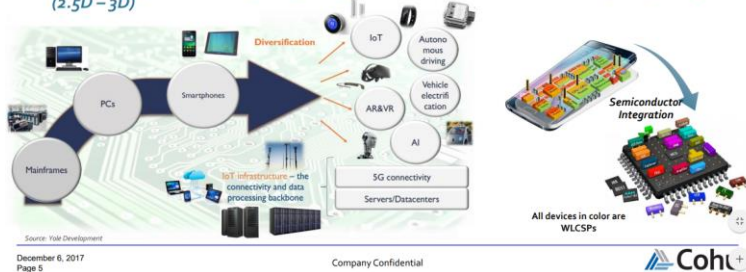 (2.5D – 3D)
Diversification
IoT
Autono
mous
driving
PCs
Smartphones
Vehicle
electrifi
cation
AR&VR
AI
Mainframes
IoT infrastructure – the
connectivity and data
processing backbone
5G connectivity
Servers/Datacenters
Semiconductor
Integration
All devices in color are
WLCSPs
Source: Yole Development
December 6, 2017
Page 5
Company Confidential
Cohu